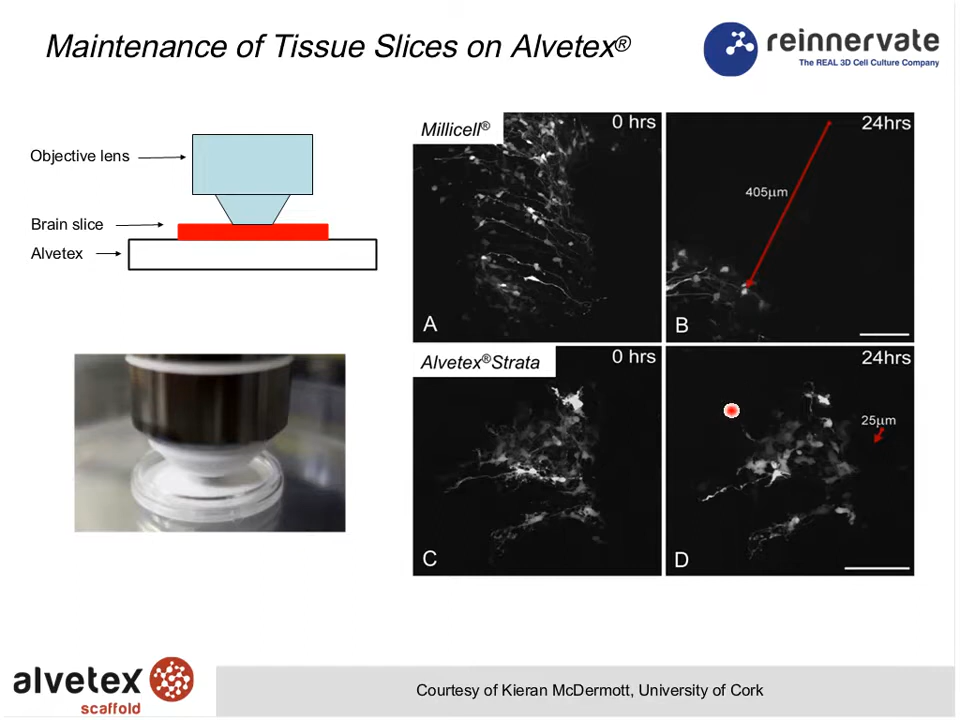 Maintenance of Tissue Slices on Alvetex®
reinnervate
The REAL 3D Cell Culture Company
Objective lens
Brain slice
Alvetex
Millicell®
0 hrs
A
24hrs
405µm
B
Alvetex®Strata
0 hrs
C
24hrs
25µm
D
alvetex
scaffold
Courtesy of Kieran McDermott, University of Cork